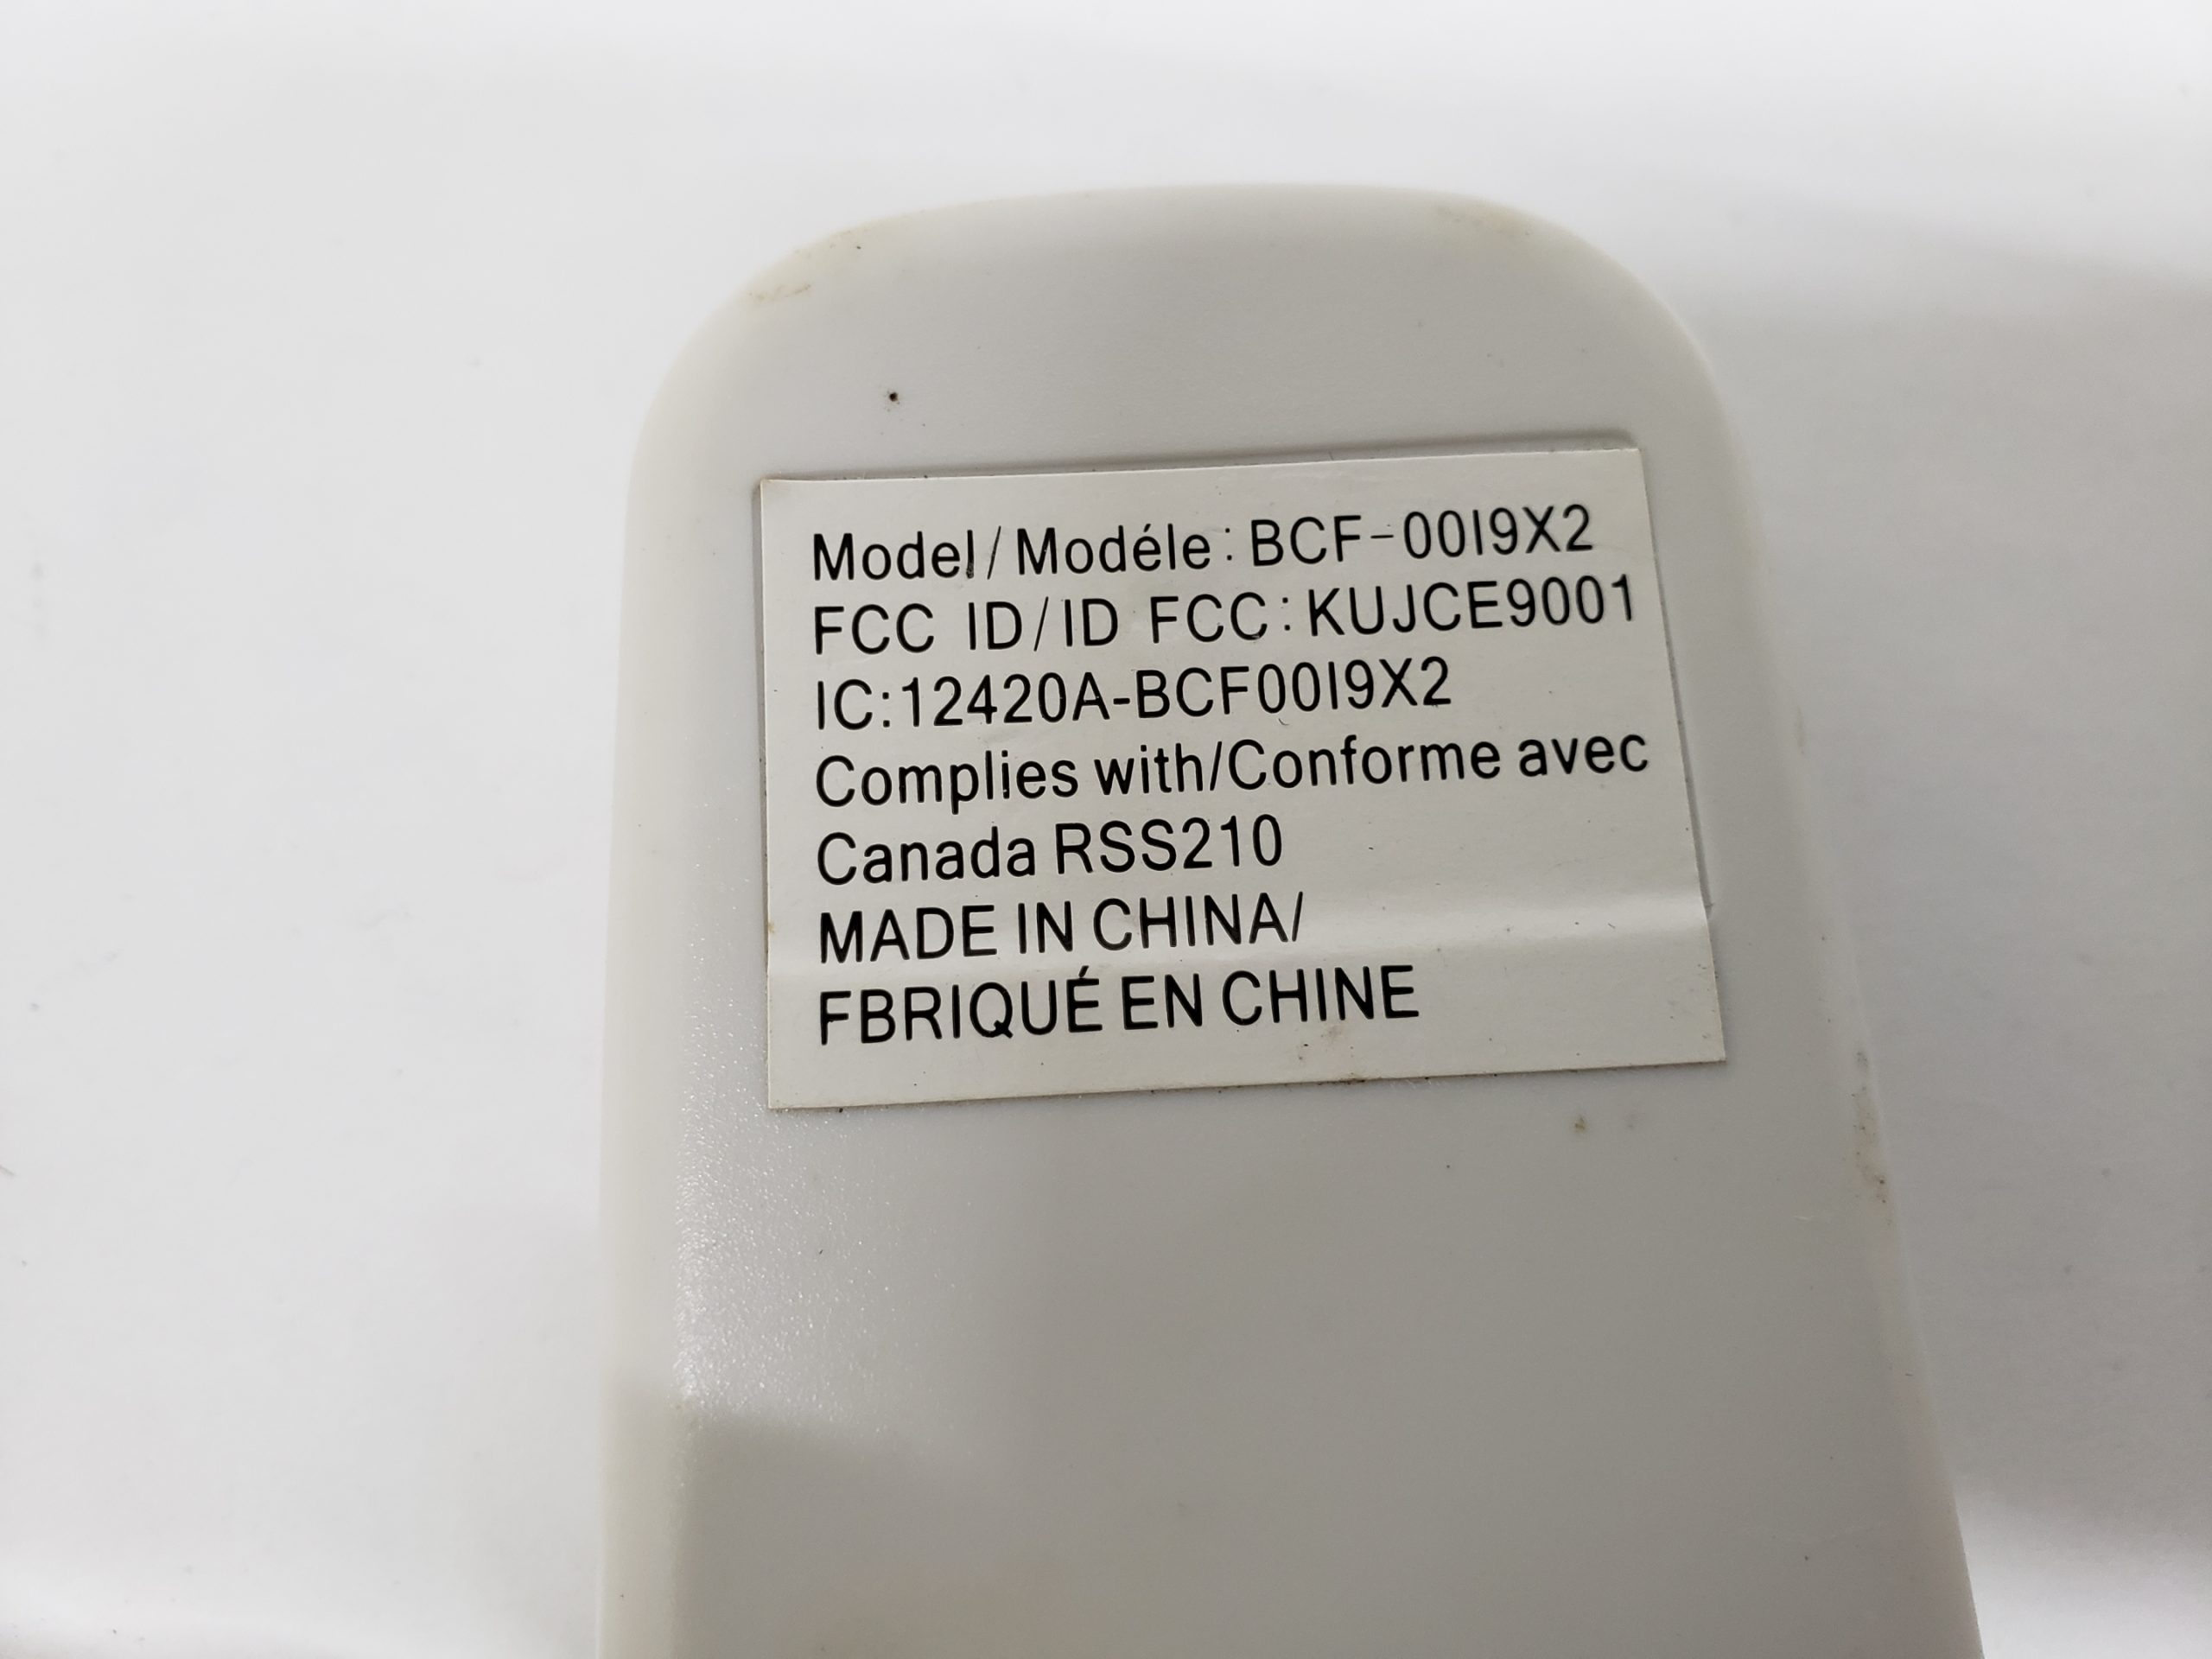 Model/Modéle: BCF-00I9X2
FCC ID/ID FCC: KUJCE9001
IC:12420A-BCF00I9X2
Complies with/Conforme avec
Canada RSS210
MADE IN CHINA/
FBRIQUÉ EN CHINE